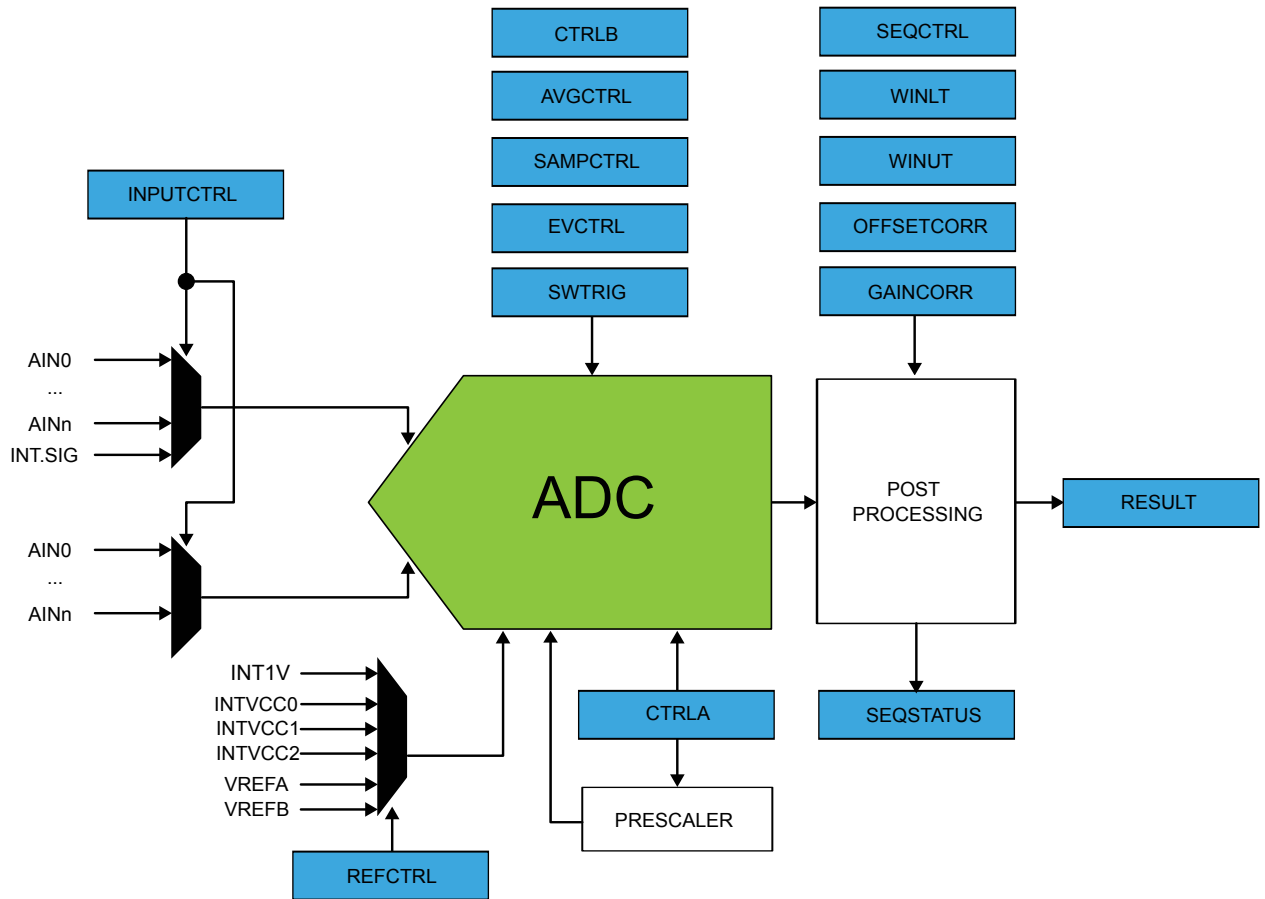 CTRLB
SEQCTRL
AVGCTRL
WINLT
SAMPCTRL
WINUT
INPUTCTRL
EVCTRL
OFFSETCORR
SWTRIG
GAINCORR
AIN0
...
AINn
INT.SIG
ADC
POST
PROCESSING
RESULT
AIN0
...
AINn
INT1V
INTVCC0
INTVCC1
INTVCC2
VREFA
VREFB
CTRLA
SEQSTATUS
PRESCALER
REFCTRL